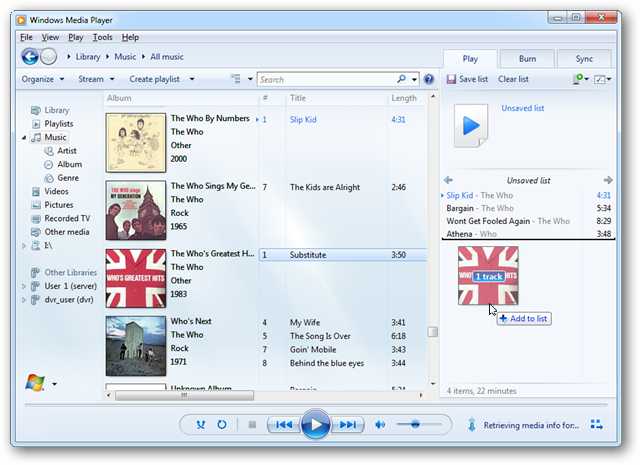 Windows Media Player
File View Play Tools Help
Library Music All music
Play Burn Sync
Organize Stream Create playlist Search
Save list Clear list
Album # Title Length
Library
Playlists
Music
Artist
Album
Genre
Videos
Pictures
Recorded TV
Other media
I:\
Other Libraries
User 1 (server)
dvr_user (dvr)
The Who By Numbers 1 Slip Kid 4:31
The Who
Other
2000
The Who Sings My Ge... 7 The Kids are Alright 2:46
The Who
Rock
1965
The Who's Greatest H... 1 Substitute 3:50
The Who
Other
1983
Who's Next 4 My Wife 3:41
The Who 5 The Song Is Over 6:18
Rock 7 Goin' Mobile 3:43
1971 8 Behind the blue eyes 3:44
Unknown Album Bargain 5:34
Unsaved list
Unsaved list
Slip Kid - The Who 4:31
Bargain - The Who 5:34
Wont Get Fooled Again - The Who 8:29
Athena - Who 3:48
WHO'S GREATEST HITS
1 track
Add to list
4 items, 22 minutes
Retrieving media info for...